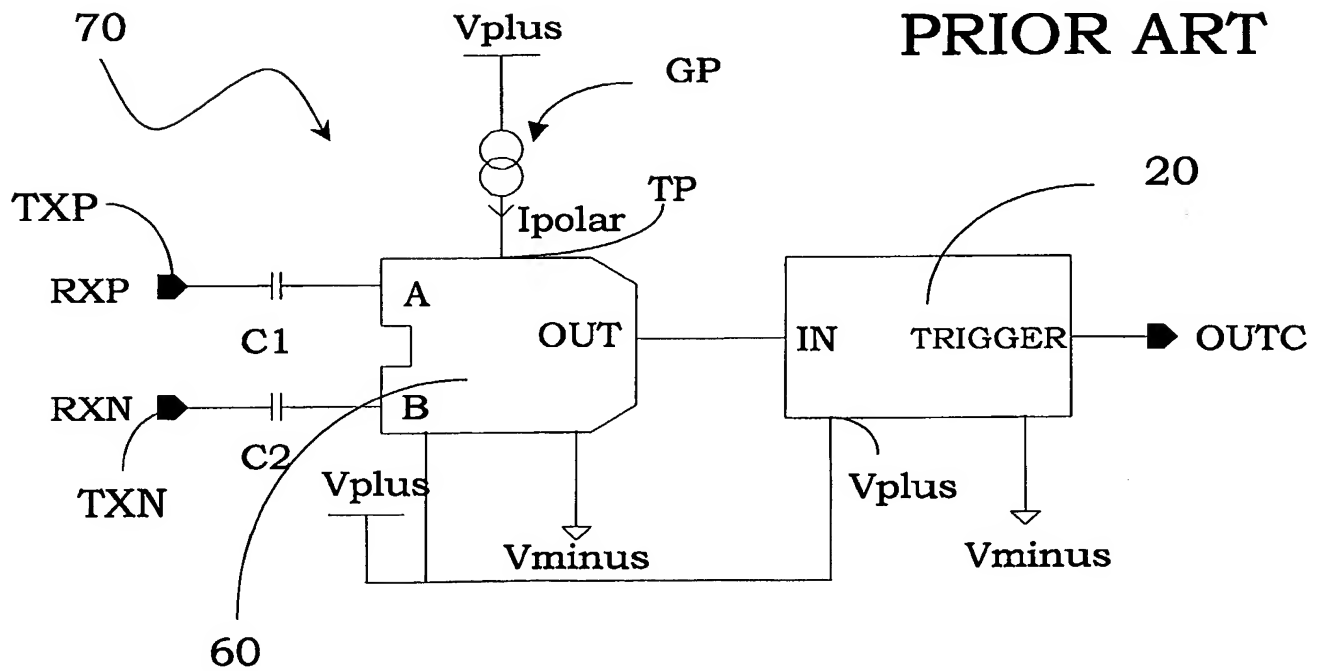 PRIOR ART
70
Vplus
GP
TXP
Ipolar
TP
20
RXP
C1
A
OUT
IN
TRIGGER
OUTC
RXN
C2
B
TXN
Vplus
Vminus
Vplus
Vminus
60